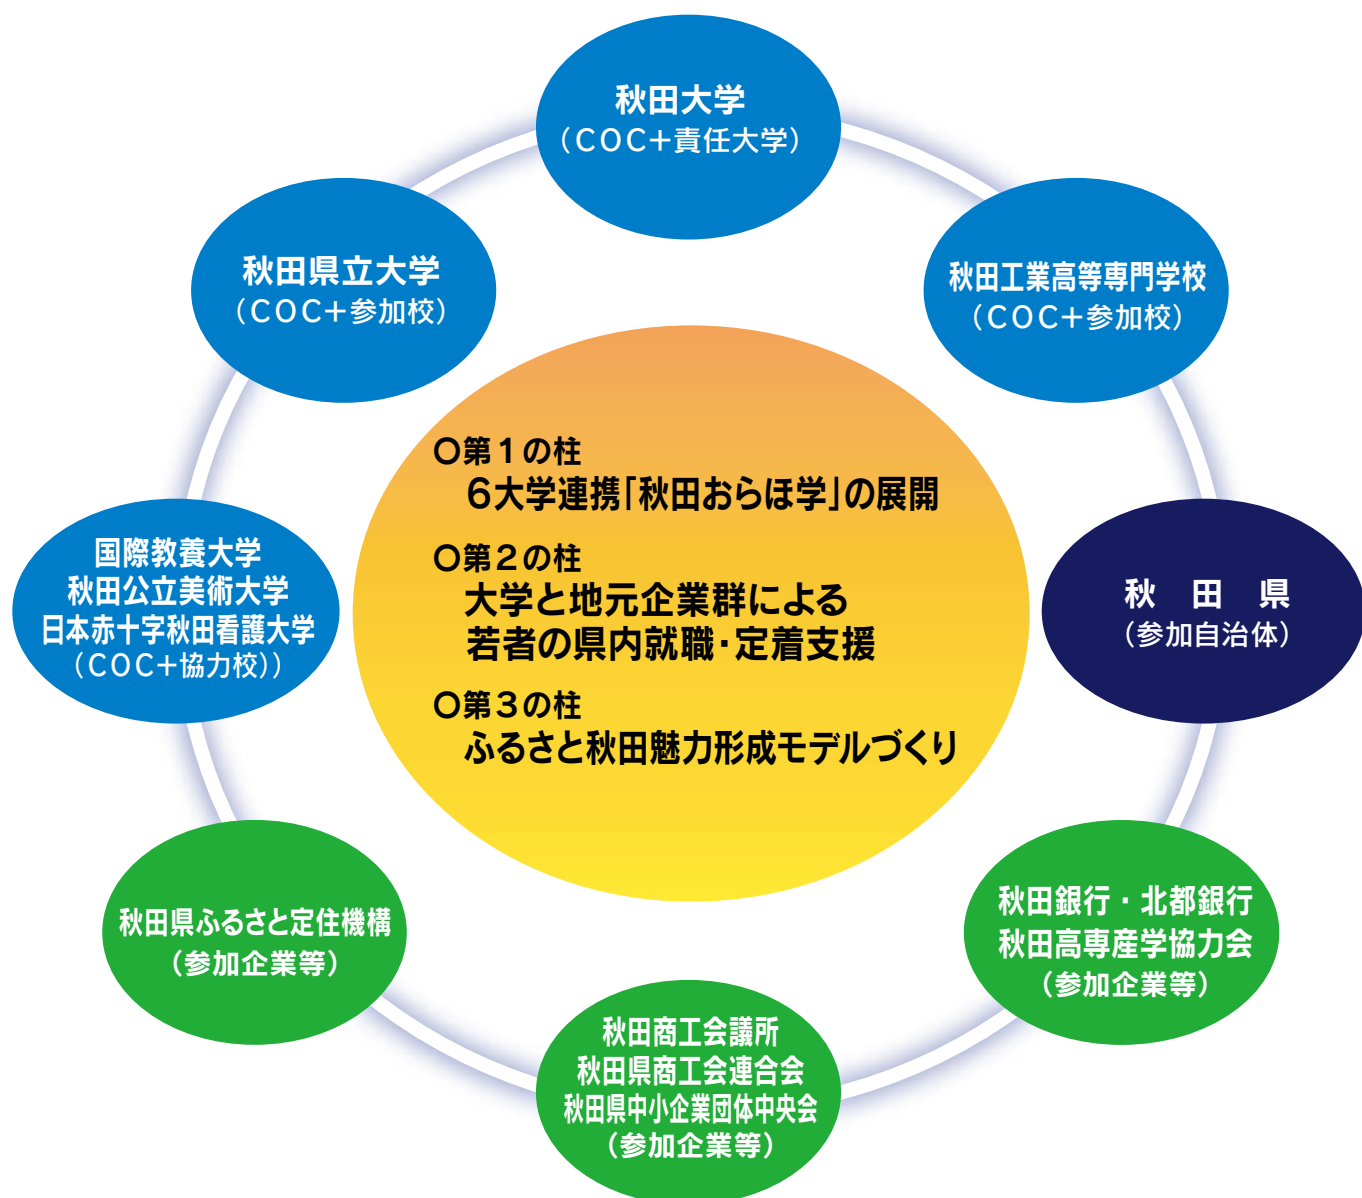 秋田大学
（ＣＯＣ＋責任大学）
秋田県立大学
（ＣＯＣ＋参加校）
秋田工業高等専門学校
（ＣＯＣ＋参加校）
○第１の柱
６大学連携「秋田おらほ学」の展開
○第２の柱
大学と地元企業群による
若者の県内就職・定着支援
○第３の柱
ふるさと秋田魅力形成モデルづくり
国際教養大学
秋田公立美術大学
日本赤十字秋田看護大学
（ＣＯＣ＋協力校））
秋　田　県
（参加自治体）
秋田県ふるさと定住機構
（参加企業等）
秋田銀行・北都銀行
秋田高専産学協力会
（参加企業等）
秋田商工会議所
秋田県商工会連合会
秋田県中小企業団体中央会
（参加企業等）